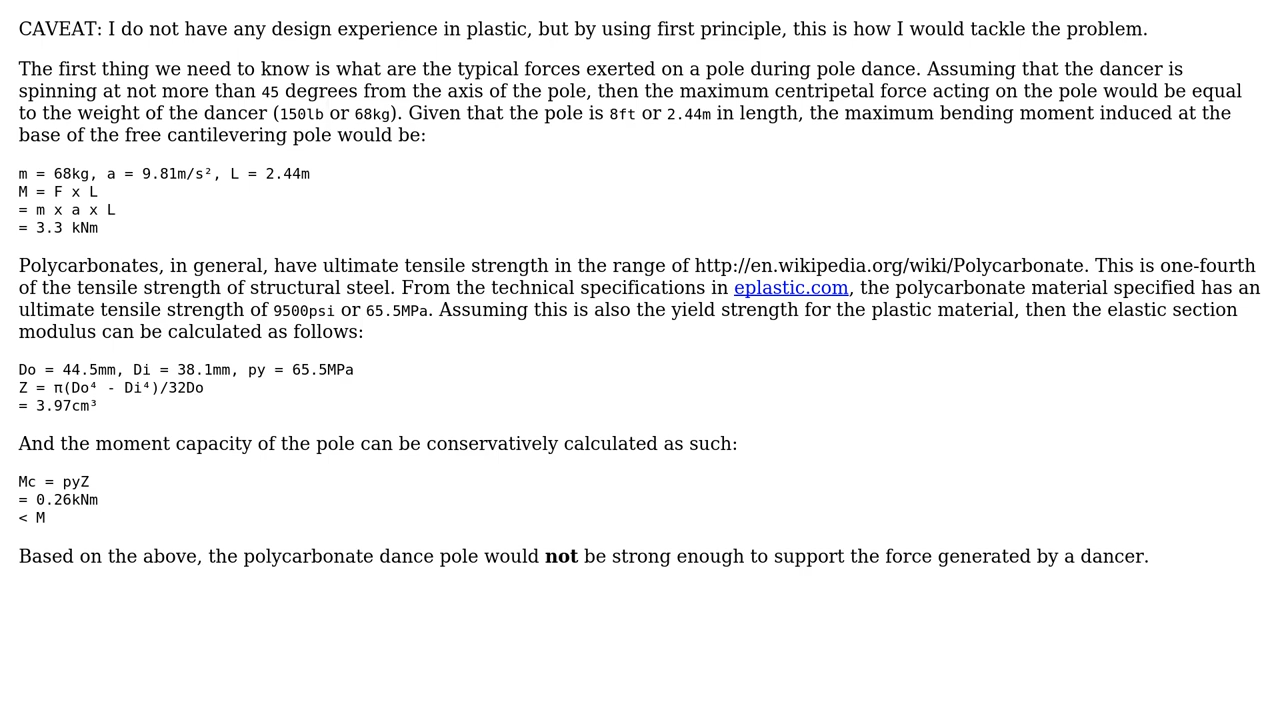 CAVEAT: I do not have any design experience in plastic, but by using first principle, this is how I would tackle the problem.
The first thing we need to know is what are the typical forces exerted on a pole during pole dance. Assuming that the dancer is
spinning at not more than 45 degrees from the axis of the pole, then the maximum centripetal force acting on the pole would be equal
to the weight of the dancer (150lb or 68kg). Given that the pole is 8ft or 2.44m in length, the maximum bending moment induced at the
base of the free cantilevering pole would be:
m = 68kg, a = 9.81m/s², L = 2.44m
M = F x L
= m x a x L
= 3.3 kNm
Polycarbonates, in general, have ultimate tensile strength in the range of http://en.wikipedia.org/wiki/Polycarbonate. This is one-fourth
of the tensile strength of structural steel. From the technical specifications in eplastic.com, the polycarbonate material specified has an
ultimate tensile strength of 9500psi or 65.5MPa. Assuming this is also the yield strength for the plastic material, then the elastic section
modulus can be calculated as follows:
Do = 44.5mm, Di = 38.1mm, py = 65.5MPa
Z = π(Do⁴ - Di⁴)/32Do
= 3.97cm³
And the moment capacity of the pole can be conservatively calculated as such:
Mc = pyZ
= 0.26kNm
< M
Based on the above, the polycarbonate dance pole would not be strong enough to support the force generated by a dancer.